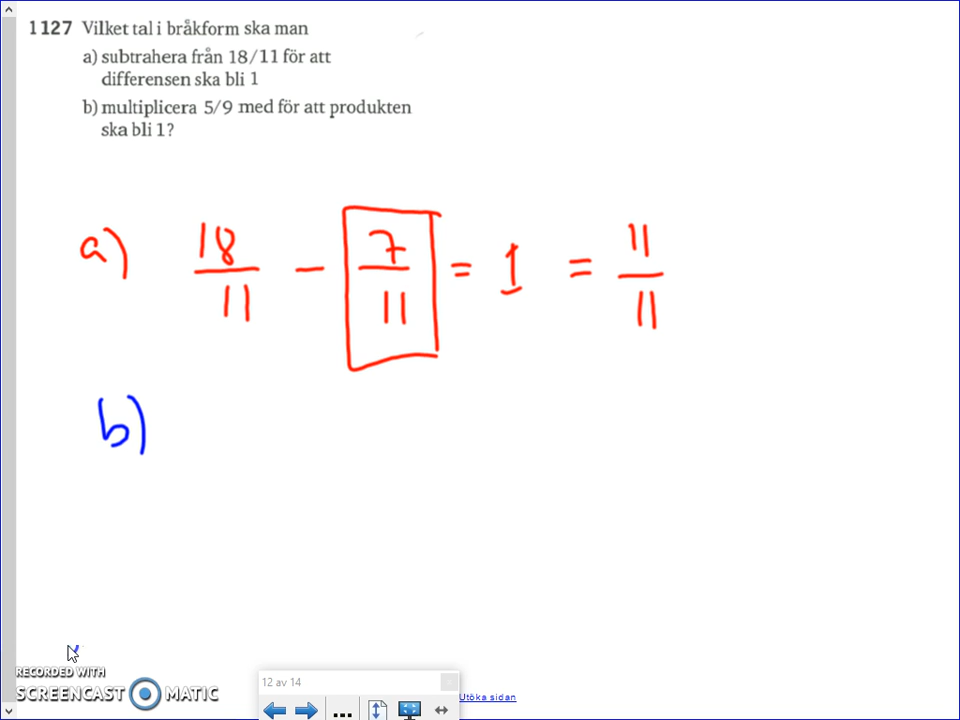 1127 Vilket tal i bråkform ska man
a) subtrahera från 18/11 för att
differensen ska bli 1
b) multiplicera 5/9 med för att produkten
ska bli 1?
a) 18/11 - 7/11 = 1 = 11/11
b)
RECORDED WITH
SCREENCAST MATIC
12 av 14
Utöka sidan